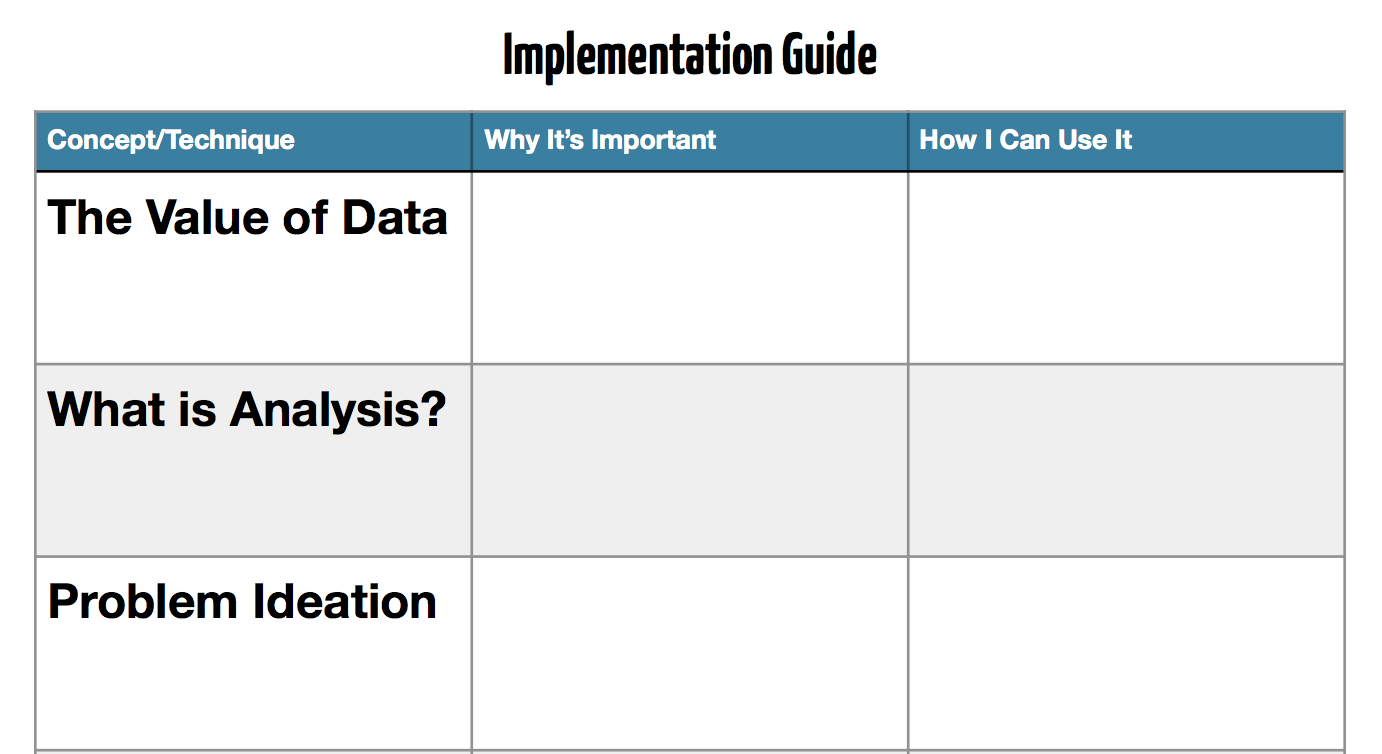 Implementation Guide
Concept/Technique
Why It’s Important
How I Can Use It
The Value of Data
What is Analysis?
Problem Ideation